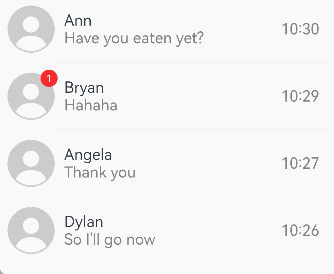 Ann
10:30
Have you eaten yet?
1
Bryan
10:29
Hahaha
Angela
10:27
Thank you
Dylan
10:26
So I'll go now